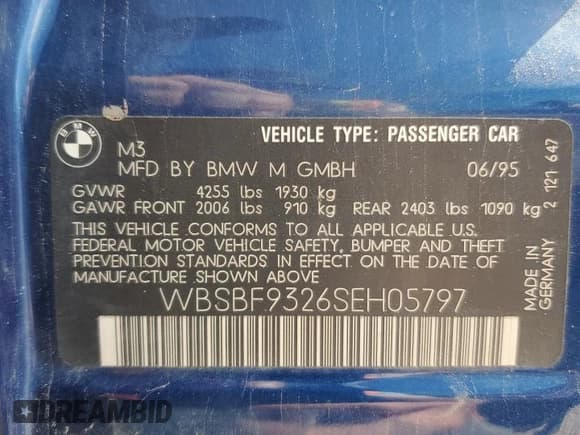 BMW
VEHICLE TYPE: PASSENGER CAR
M3
MFD BY BMW M GMBH 06/95
GVWR 4255 lbs 1930 kg
GAWR FRONT 2006 lbs 910 kg REAR 2403 lbs 1090 kg
THIS VEHICLE CONFORMS TO ALL APPLICABLE U.S.
FEDERAL MOTOR VEHICLE SAFETY, BUMPER AND THEFT
PREVENTION STANDARDS IN EFFECT ON THE DATE OF
MANUFACTURE SHOWN ABOVE
WBSBF9326SEH05797
2 121 647
MADE IN
GERMANY
DREAMBID